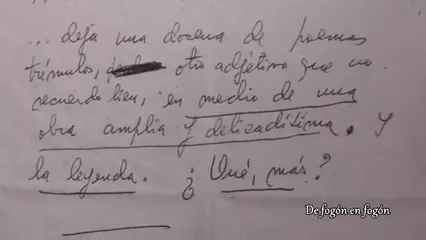 ... deja una docena de poemas
trémulos, otro adjetivo que no
recuerdo bien, en medio de una
obra amplia y delicadísima. Y
la leyenda. ¿Qué, más?
De fogón en fogón